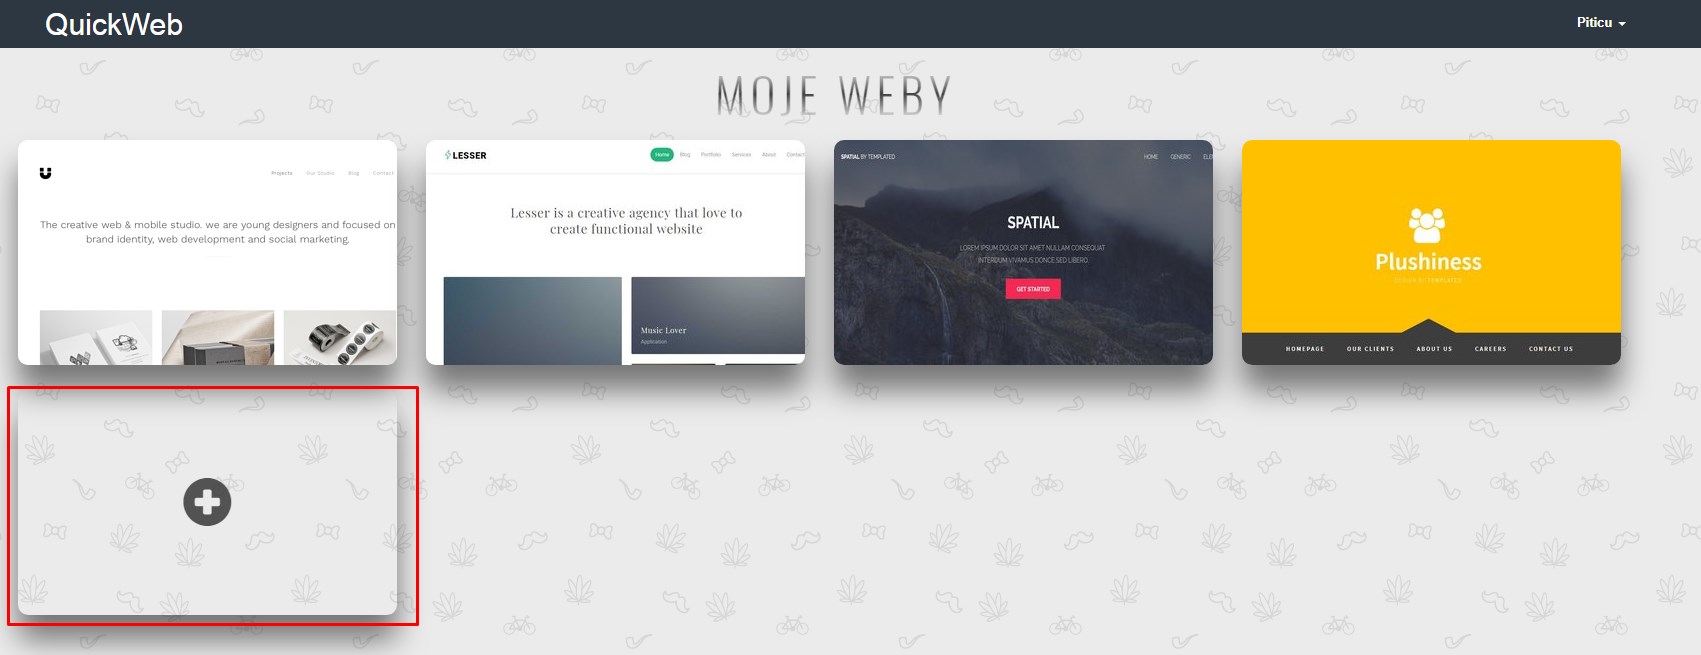 QuickWeb
Piticu
MOJE WEBY
Projects Our Studio Blog Contact
The creative web & mobile studio. we are young designers and focused on
brand identity, web development and social marketing.
LESSER
Home Blog Portfolio Services About Contact
Lesser is a creative agency that love to
create functional website
Music Lover
Application
SPATIAL BY TEMPLATED
HOME GENERIC ELE
SPATIAL
LOREM IPSUM DOLOR SIT AMET NULLAM CONSEQUAT
INTERDUM VIVAMUS DONCE SED LIBERO.
GET STARTED
Plushiness
DESIGN BY TEMPLATED
HOMEPAGE OUR CLIENTS ABOUT US CAREERS CONTACT US